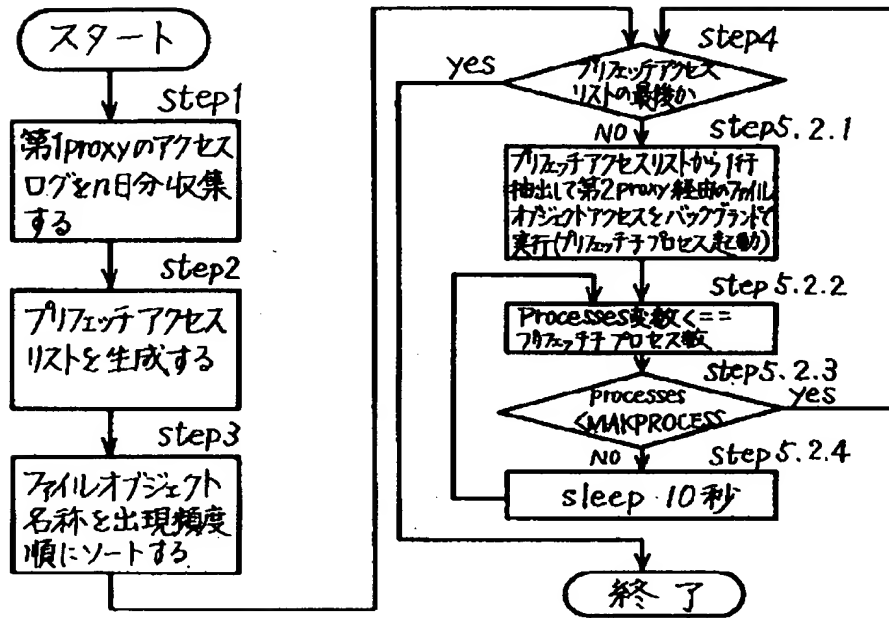 スタート
step1
第1proxyのアクセス
ログをn日分収集
する
step2
プリフェッチアクセス
リストを生成する
step3
ファイルオブジェクト
名称を出現頻度
順にソートする
step4
プリフェッチアクセス
リストの最後か
yes
NO
step5.2.1
プリフェッチアクセスリストから1行
抽出して第2proxy経由のファイル
オブジェクトアクセスをバックグランドで
実行(プリフェッチ子プロセス起動)
step5.2.2
Processes変数<==
プリフェッチ子プロセス数
step5.2.3
processes
<MAKPROCESS
yes
NO
step5.2.4
sleep 10秒
終了